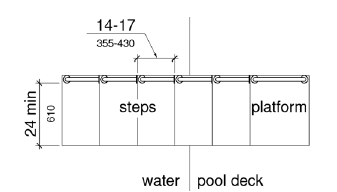 14-17
355-430
24 min
610
steps
platform
water
pool deck